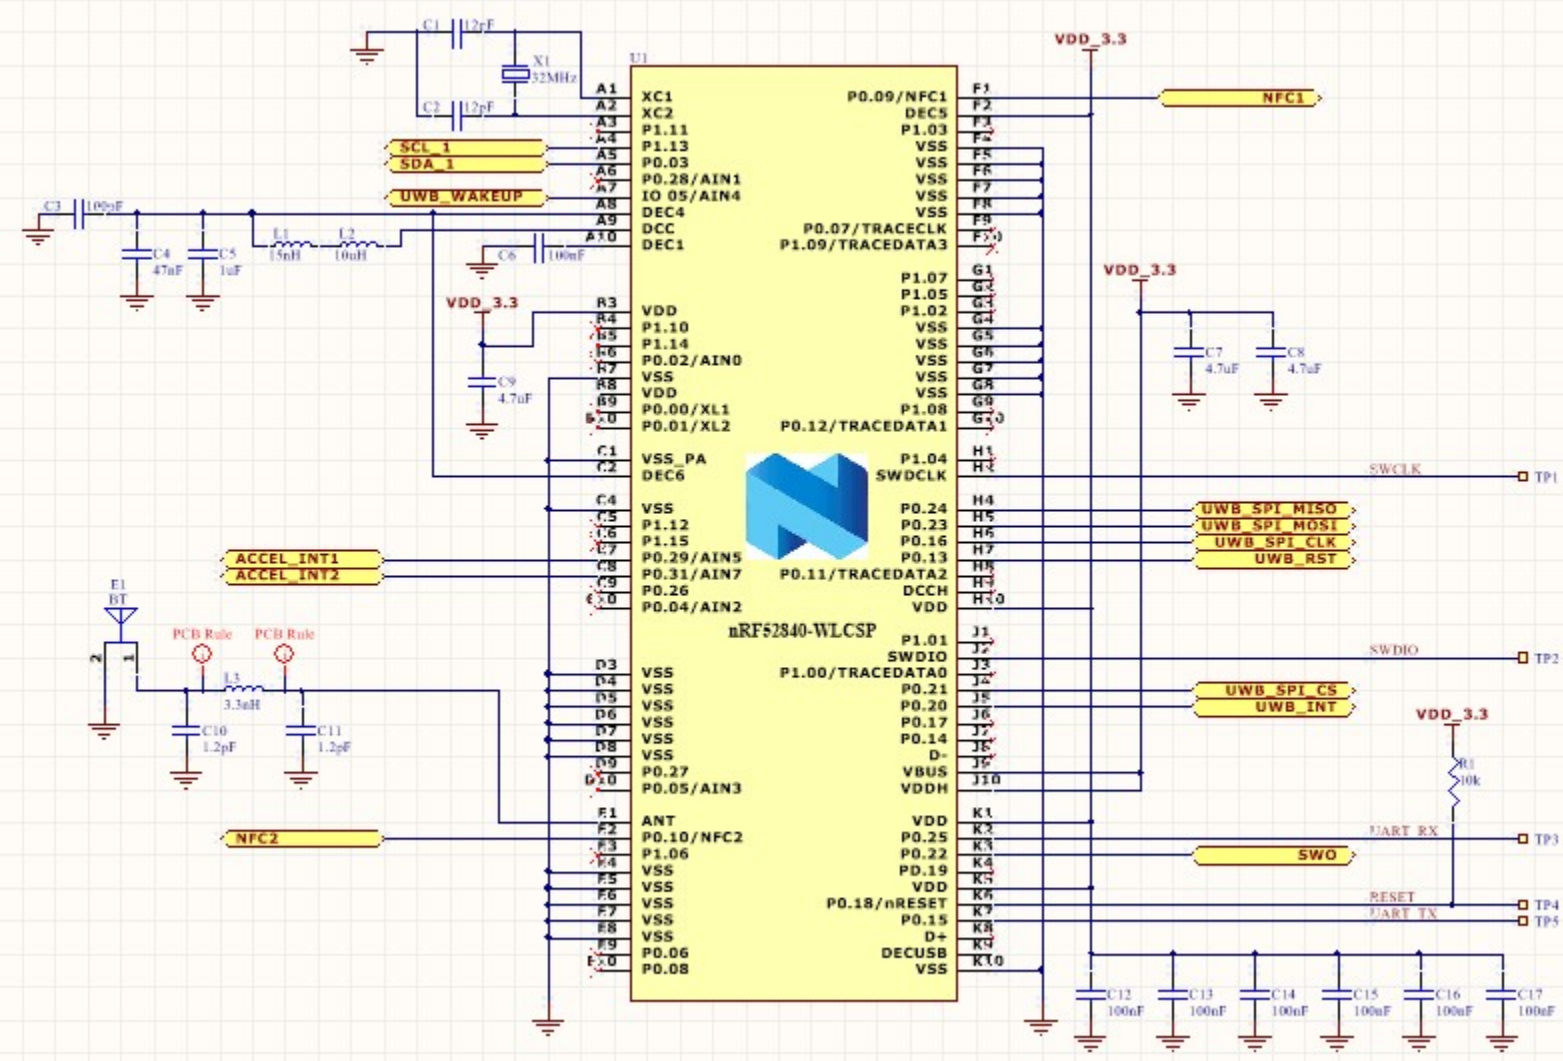 C1 12pF
X1
32MHz
C2 12pF
SCL_1
SDA_1
UWB_WAKEUP
C3 100pF
C4
47nF
C5
1uF
L1
15nH
L2
10uH
C6 100nF
VDD_3.3
C9
4.7uF
ACCEL_INT1
ACCEL_INT2
E1
BT
2
1
PCB Rule
PCB Rule
L3
3.3nH
C10
1.2pF
C11
1.2pF
NFC2
U1
A1 XC1
A2 XC2
A3 P1.11
A4 P1.13
A5 P0.03
A6 P0.28/AIN1
A7 IO 05/AIN4
A8 DEC4
A9 DCC
A10 DEC1
B3 VDD
B4 P1.10
B5 P1.14
B6 P0.02/AIN0
B7 VSS
B8 VDD
B9 P0.00/XL1
P0.01/XL2
C1 VSS_PA
C2 DEC6
C4 VSS
C5 P1.12
C6 P1.15
C7 P0.29/AIN5
C8 P0.31/AIN7
C9 P0.26
P0.04/AIN2
D3 VSS
D4 VSS
D5 VSS
D6 VSS
D7 VSS
D8 VSS
D9 P0.27
P0.05/AIN3
E1 ANT
E2 P0.10/NFC2
E3 P1.06
E4 VSS
E5 VSS
E6 VSS
E7 VSS
E8 VSS
E9 P0.06
P0.08
nRF52840-WLCSP
P0.09/NFC1 F1
DEC5 F2
P1.03 F3
VSS F4
VSS F5
VSS F6
VSS F7
VSS F8
P0.07/TRACECLK F9
P1.09/TRACEDATA3
P1.07 G1
P1.05 G2
P1.02 G3
VSS G4
VSS G5
VSS G6
VSS G7
VSS G8
P1.08 G9
P0.12/TRACEDATA1
P1.04 H1
SWDCLK H2
P0.24 H4
P0.23 H5
P0.16 H6
P0.13 H7
P0.11/TRACEDATA2 H8
DCCH H9
VDD H10
P1.01 J1
SWDIO J2
P1.00/TRACEDATA0 J3
P0.21 J4
P0.20 J5
P0.17 J6
P0.14 J7
D- J8
VBUS J9
VDDH J10
VDD K1
P0.25 K2
P0.22 K3
PD.19 K4
VDD K5
P0.18/nRESET K6
P0.15 K7
D+ K8
DECUSB K9
VSS K10
VDD_3.3
NFC1
VDD_3.3
C7
4.7uF
C8
4.7uF
SWCLK TP1
UWB_SPI_MISO
UWB_SPI_MOSI
UWB_SPI_CLK
UWB_RST
SWDIO TP2
UWB_SPI_CS
UWB_INT
VDD_3.3
R1
10k
UART RX TP3
SWO
RESET TP4
UART TX TP5
C12
100nF
C13
100nF
C14
100nF
C15
100nF
C16
100nF
C17
100nF